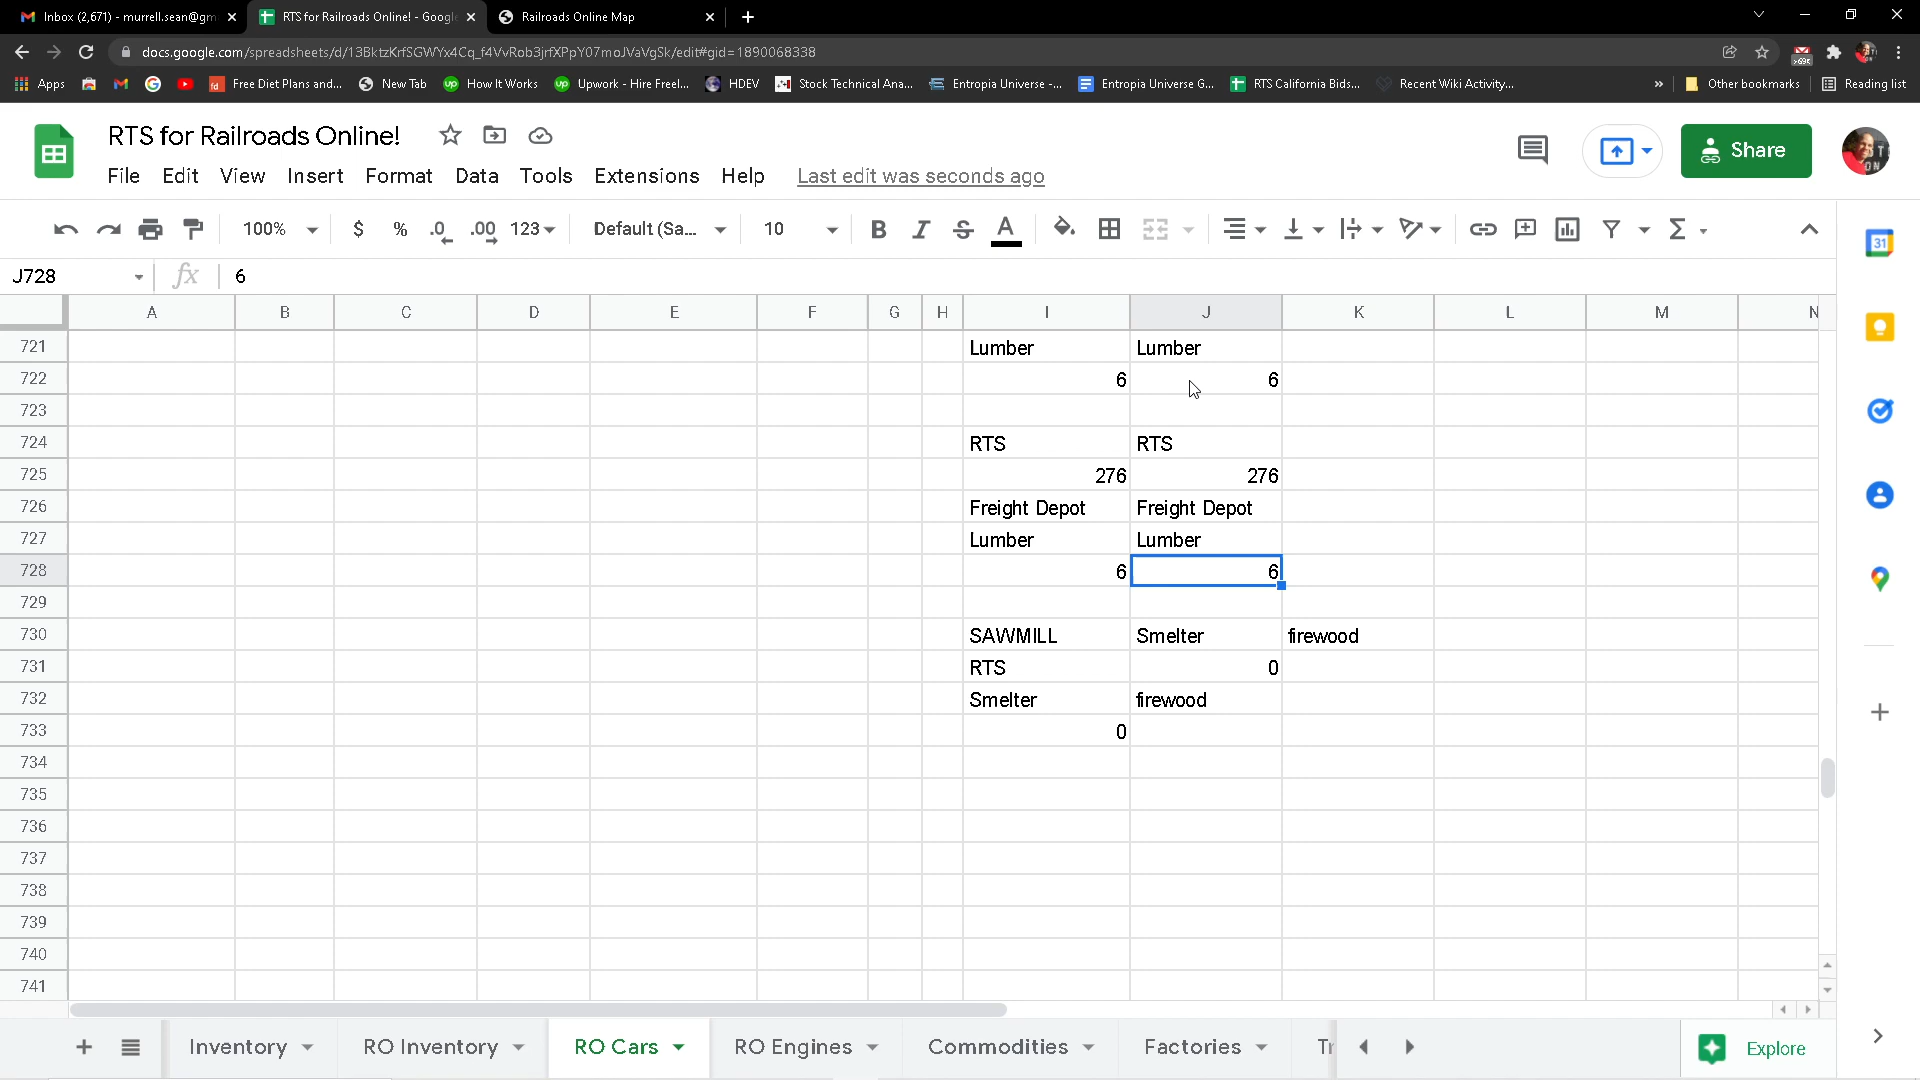 Inbox (2,671) - murrell.sean@gm
RTS for Railroads Online! - Google
Railroads Online Map
docs.google.com/spreadsheets/d/13BktzKrfSGWYx4Cq_f4VvRob3jrfXPpY07moJVaVgSk/edit#gid=1890068338
>69t
Apps
Free Diet Plans and...
New Tab
How It Works
Upwork - Hire Freel...
HDEV
Stock Technical Ana...
Entropia Universe -...
Entropia Universe G...
RTS California Bids...
Recent Wiki Activity...
»
Other bookmarks
Reading list
RTS for Railroads Online!
File Edit View Insert Format Data Tools Extensions Help Last edit was seconds ago
Share
100% $ % .0 .00 123 Default (Sa... 10 B I S A
31
J728 fx 6
A B C D E F G H I J K L M N
721 Lumber Lumber
722 6 6
723
724 RTS RTS
725 276 276
726 Freight Depot Freight Depot
727 Lumber Lumber
728 6 6
729
730 SAWMILL Smelter firewood
731 RTS 0
732 Smelter firewood
733 0
734
735
736
737
738
739
740
741
Inventory RO Inventory RO Cars RO Engines Commodities Factories Tr
Explore